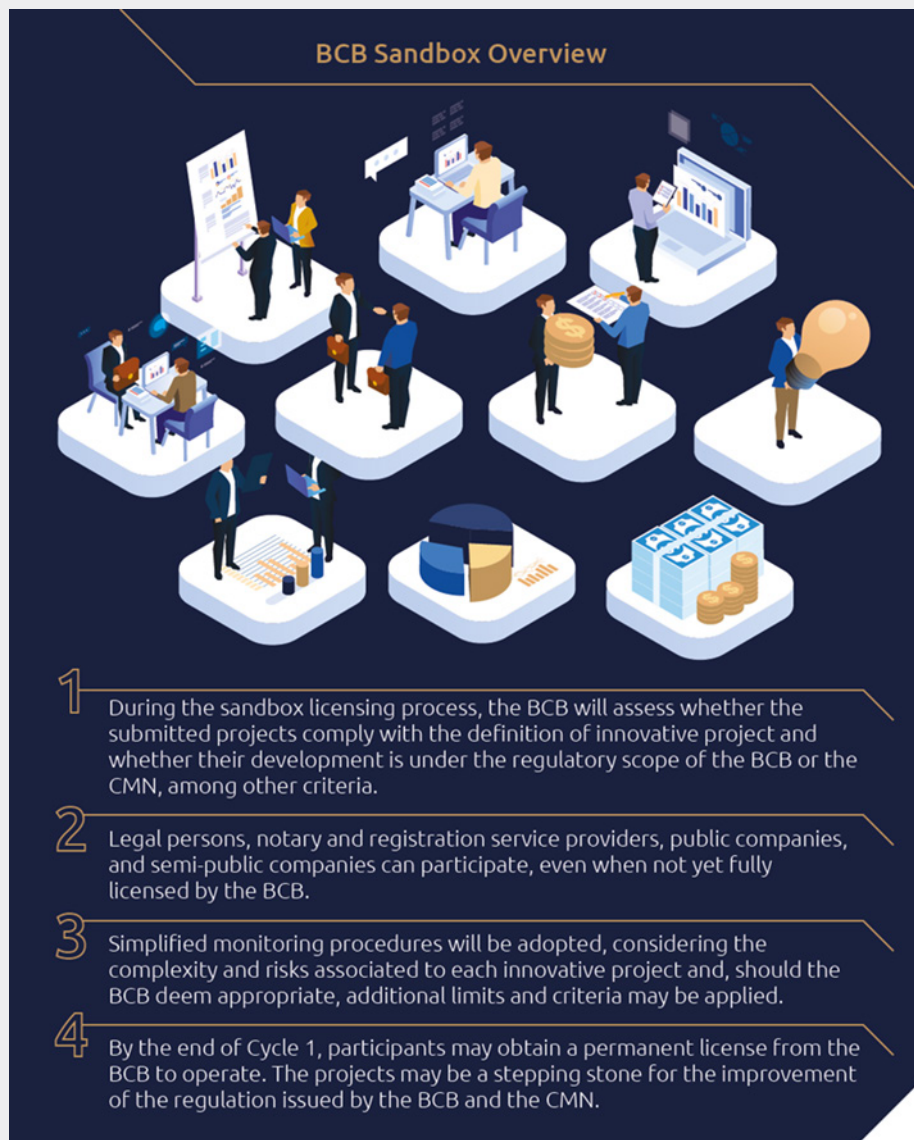 BCB Sandbox Overview
1
During the sandbox licensing process, the BCB will assess whether the
submitted projects comply with the definition of innovative project and
whether their development is under the regulatory scope of the BCB or the
CMN, among other criteria.
2
Legal persons, notary and registration service providers, public companies,
and semi-public companies can participate, even when not yet fully
licensed by the BCB.
3
Simplified monitoring procedures will be adopted, considering the
complexity and risks associated to each innovative project and, should the
BCB deem appropriate, additional limits and criteria may be applied.
4
By the end of Cycle 1, participants may obtain a permanent license from the
BCB to operate. The projects may be a stepping stone for the improvement
of the regulation issued by the BCB and the CMN.